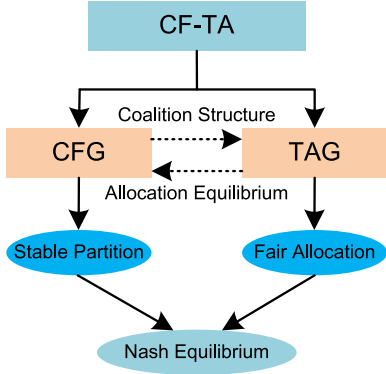 CF-TA
Coalition Structure
CFG
TAG
Allocation Equilibrium
Stable Partition
Fair Allocation
Nash Equilibrium